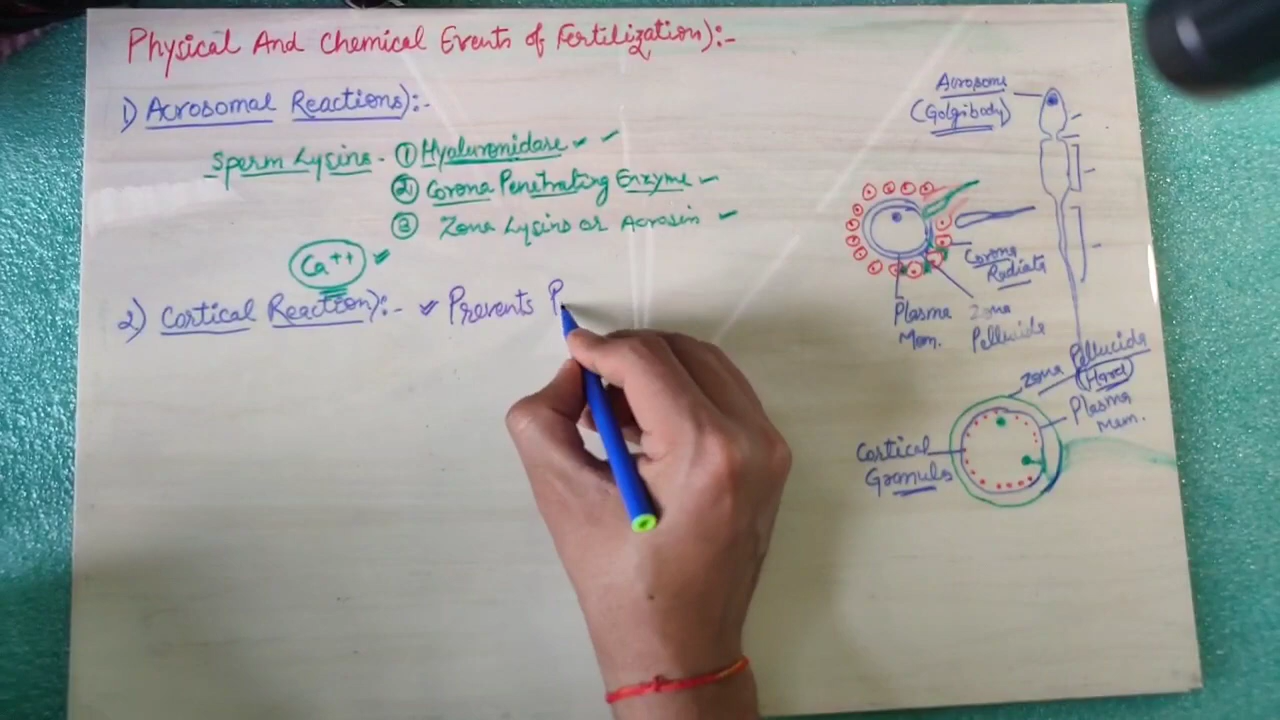 Physical And Chemical Events of Fertilization):-
1) Acrosomal Reactions):-
Sperm Lysins - ① Hyaluronidase
② Corona Penetrating Enzyme
③ Zona Lysins or Acrosin
Ca++
2) Cortical Reaction):- Prevents P
Acrosome
(Golgibody)
Corona
Radiata
Plasma
Mem.
Zona
Pellucida
Zona Pellucida
(Hard)
Plasma
Mem.
Cortical
Granuls